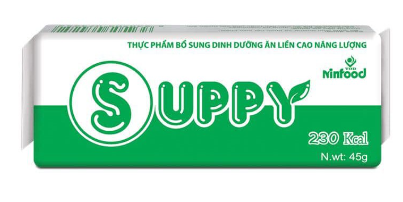 THỰC PHẨM BỔ SUNG DINH DƯỠNG ĂN LIỀN CAO NĂNG LƯỢNG
Ninfood
SUPPY
230 Kcal
N.wt: 45g